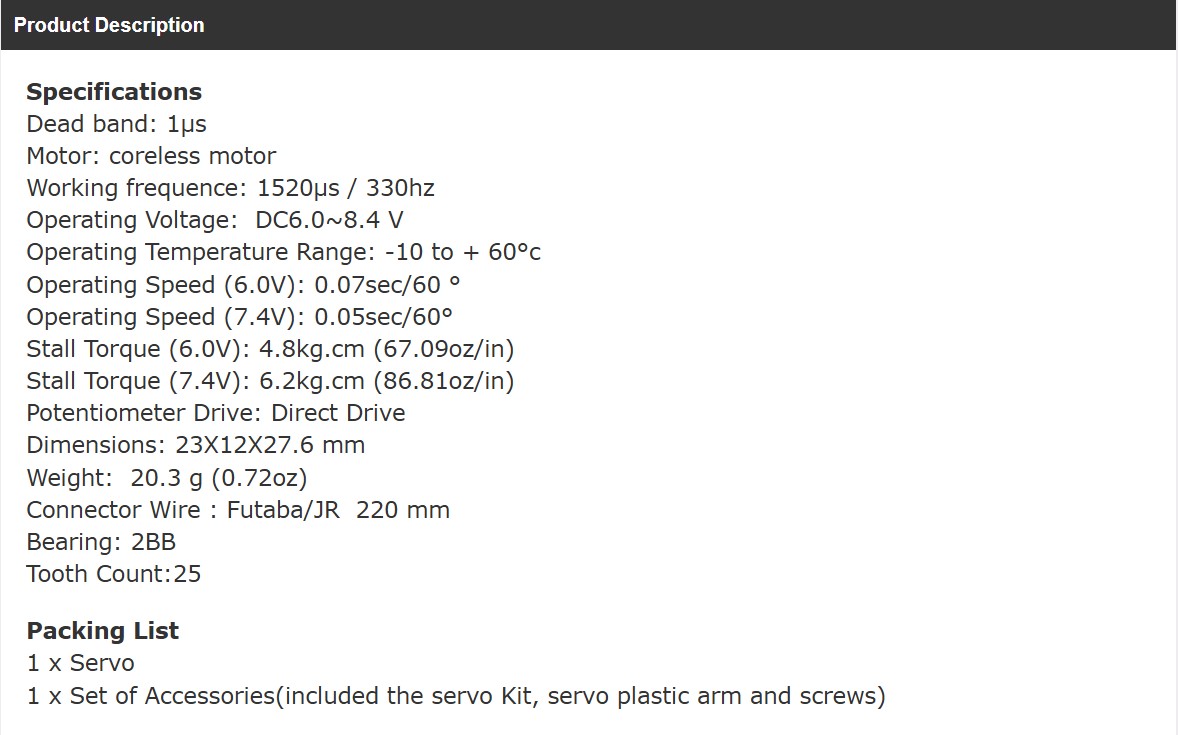 Product Description
Specifications
Dead band: 1μs
Motor: coreless motor
Working frequence: 1520μs / 330hz
Operating Voltage:  DC6.0~8.4 V
Operating Temperature Range: -10 to + 60°c
Operating Speed (6.0V): 0.07sec/60 °
Operating Speed (7.4V): 0.05sec/60°
Stall Torque (6.0V): 4.8kg.cm (67.09oz/in)
Stall Torque (7.4V): 6.2kg.cm (86.81oz/in)
Potentiometer Drive: Direct Drive
Dimensions: 23X12X27.6 mm
Weight:  20.3 g (0.72oz)
Connector Wire : Futaba/JR  220 mm
Bearing: 2BB
Tooth Count:25
Packing List
1 x Servo
1 x Set of Accessories(included the servo Kit, servo plastic arm and screws)